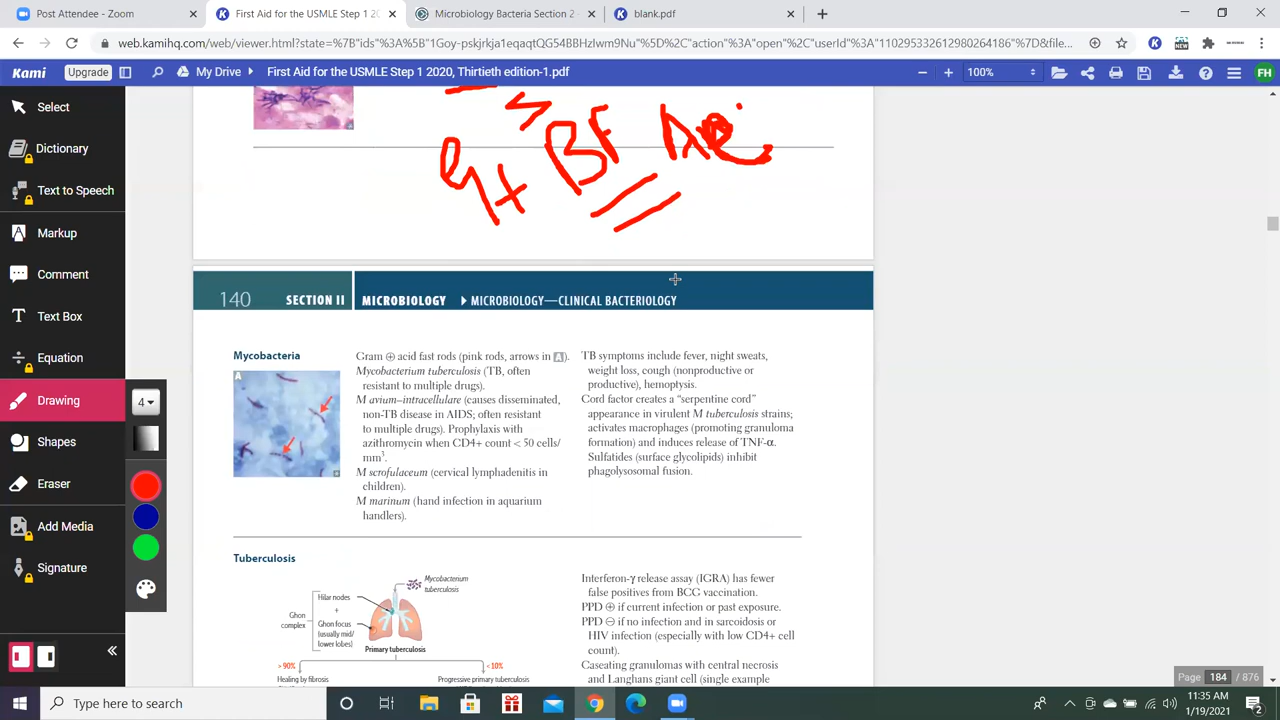 Post Attendee - Zoom
First Aid for the USMLE Step 1 20
Microbiology Bacteria Section 2 -
blank.pdf
web.kamihq.com/web/viewer.html?state=%7B"ids"%3A%5B"1Goy-pskjrkja1eqaqtQG54BBHzlwm9Nu"%5D%2C"action"%3A"open"%2C"userId"%3A"110295332612980264186"%7D&file...
Kami
Upgrade
My Drive
First Aid for the USMLE Step 1 2020, Thirtieth edition-1.pdf
100%
FH
Select
Dictionary
Text to Speech
Markup
Comment
Text Box
Equation
Drawing
Shapes
Eraser
Add Media
Signature
4
g+ BF
140 SECTION II MICROBIOLOGY MICROBIOLOGY—CLINICAL BACTERIOLOGY
Mycobacteria
A
Gram ⊕ acid fast rods (pink rods, arrows in A).
Mycobacterium tuberculosis (TB, often
resistant to multiple drugs).
M avium–intracellulare (causes disseminated,
non-TB disease in AIDS; often resistant
to multiple drugs). Prophylaxis with
azithromycin when CD4+ count < 50 cells/
mm³.
M scrofulaceum (cervical lymphadenitis in
children).
M marinum (hand infection in aquarium
handlers).
TB symptoms include fever, night sweats,
weight loss, cough (nonproductive or
productive), hemoptysis.
Cord factor creates a “serpentine cord”
appearance in virulent M tuberculosis strains;
activates macrophages (promoting granuloma
formation) and induces release of TNF-α.
Sulfatides (surface glycolipids) inhibit
phagolysosomal fusion.
Tuberculosis
Mycobacterium
tuberculosis
Hilar nodes
+
Ghon
complex
Ghon focus
(usually mid/
lower lobes)
Primary tuberculosis
> 90%
< 10%
Healing by fibrosis
Progressive primary tuberculosis
Interferon-γ release assay (IGRA) has fewer
false positives from BCG vaccination.
PPD ⊕ if current infection or past exposure.
PPD ⊖ if no infection and in sarcoidosis or
HIV infection (especially with low CD4+ cell
count).
Caseating granulomas with central necrosis
and Langhans giant cell (single example
Page 184 / 876
Type here to search
11:35 AM
1/19/2021
2